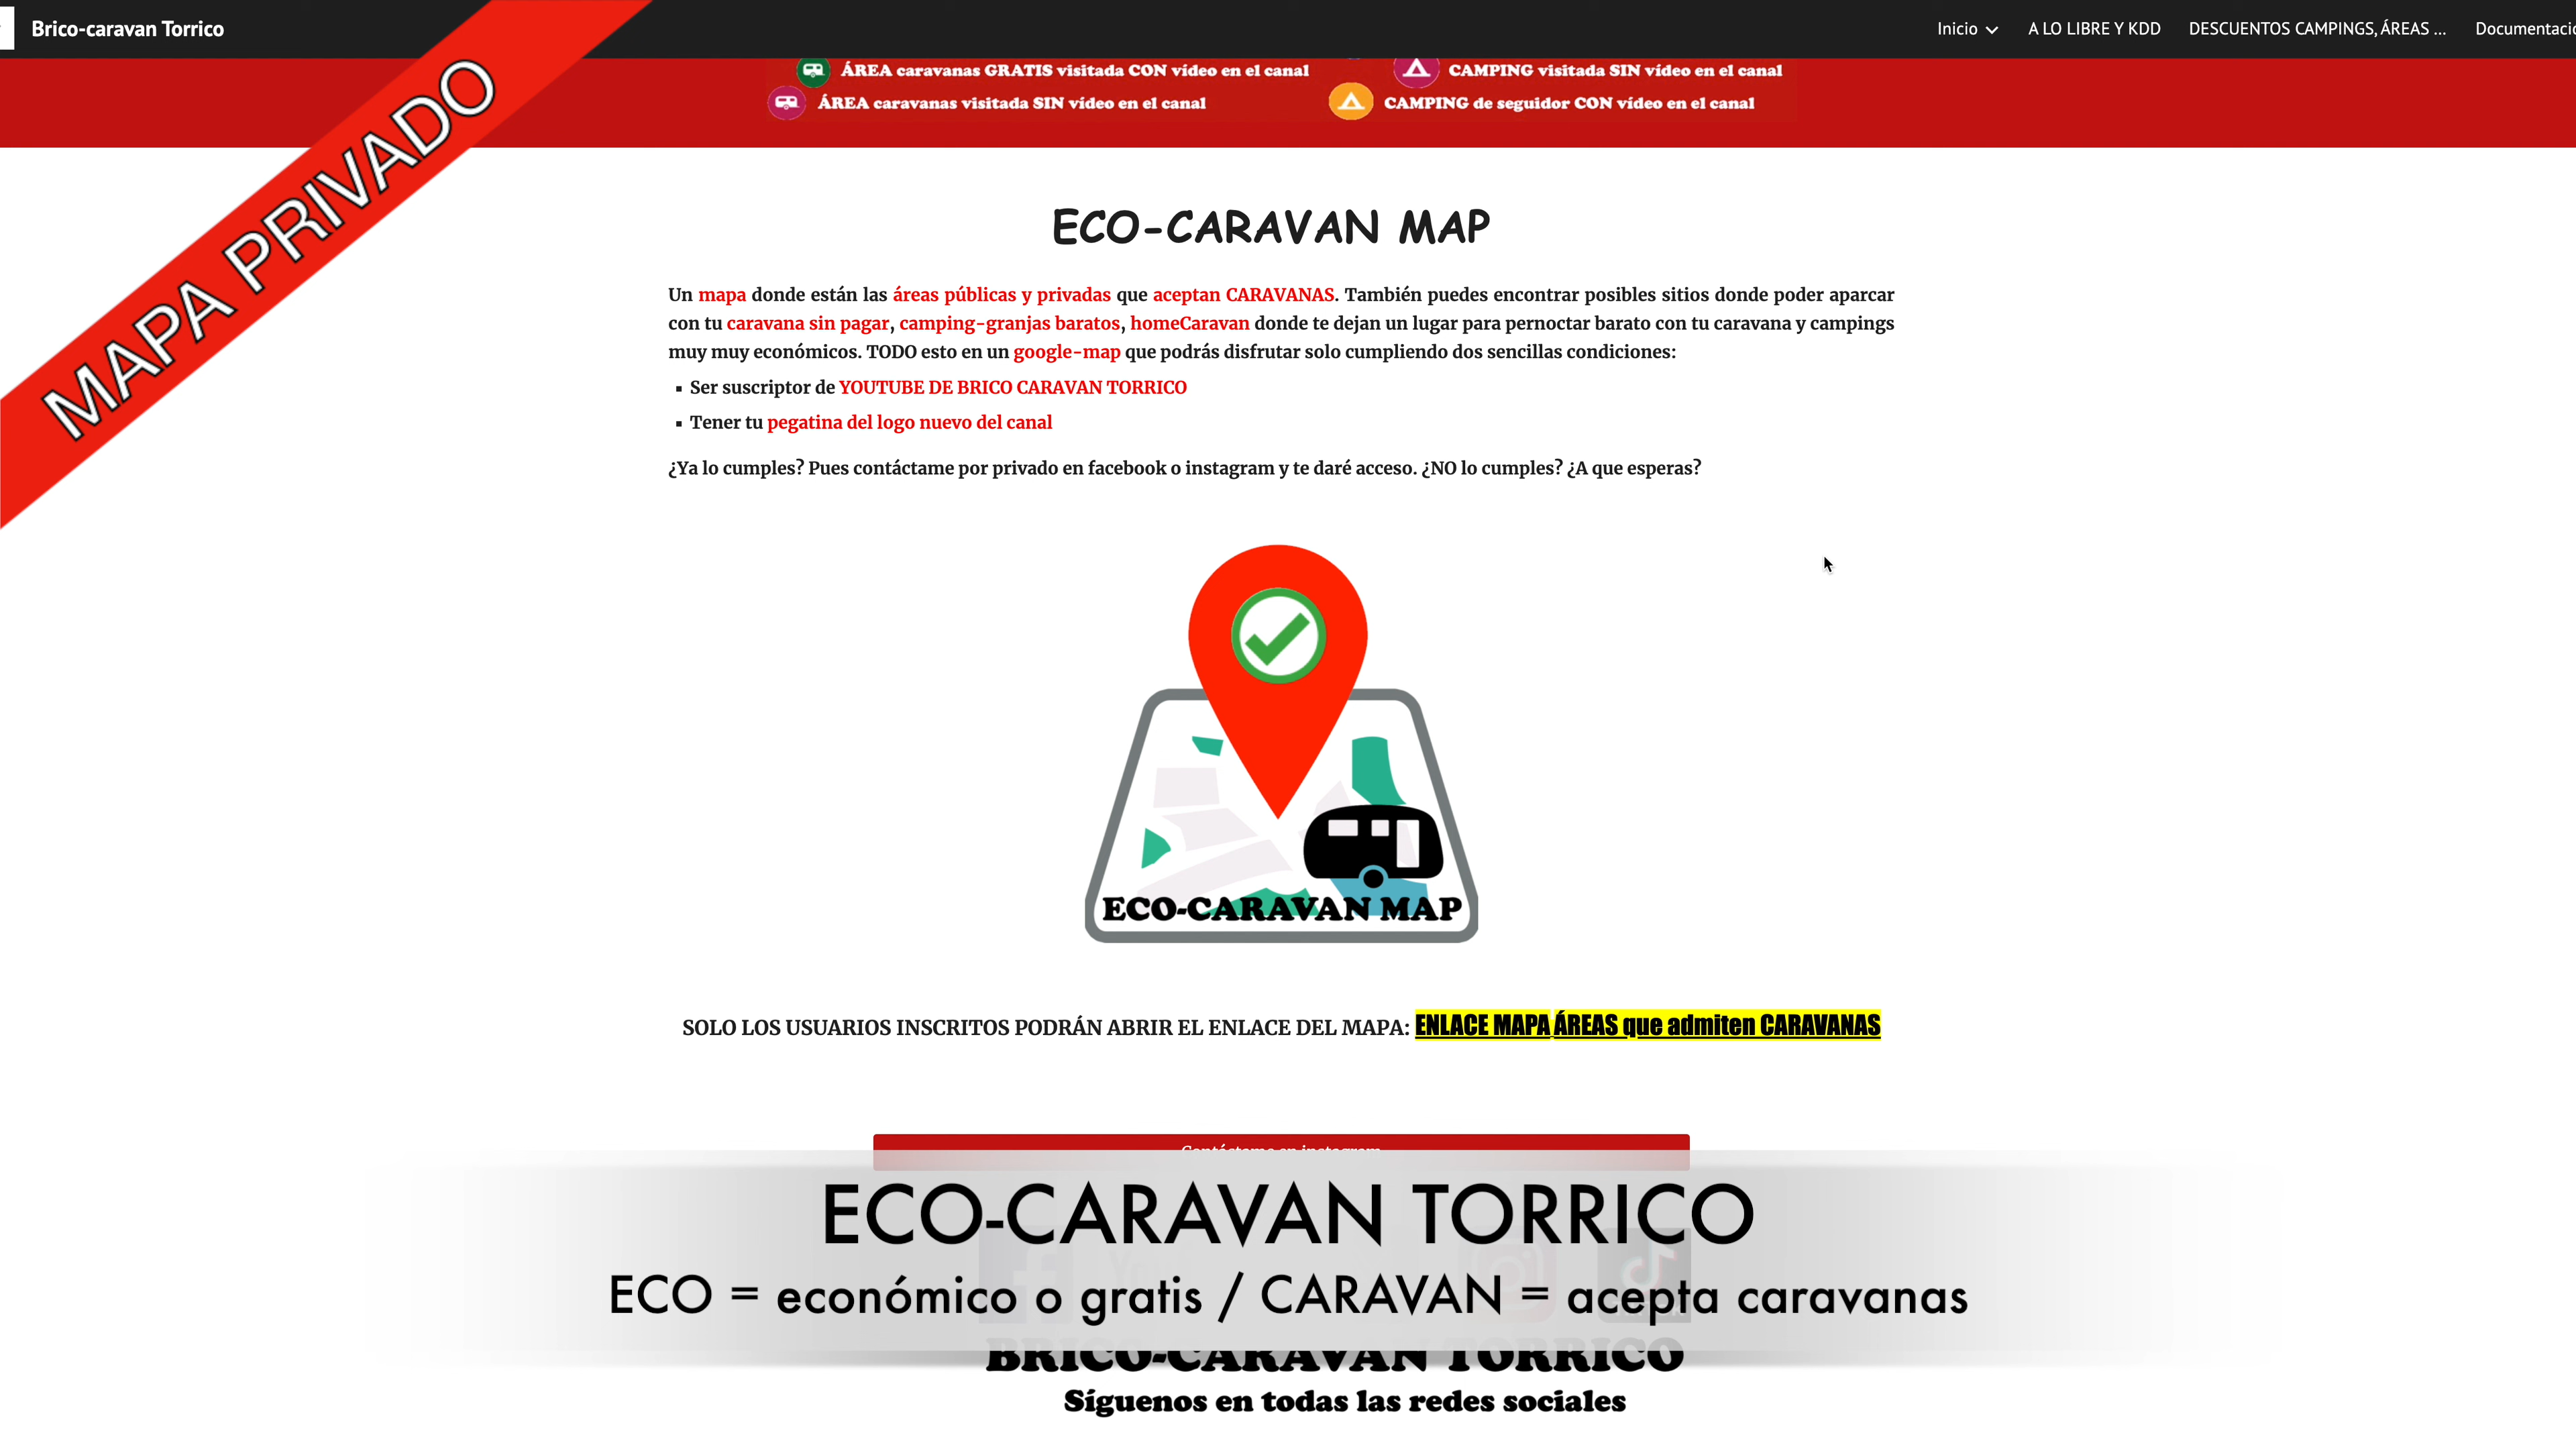 Brico-caravan Torrico
Inicio
A LO LIBRE Y KDD
DESCUENTOS CAMPINGS, ÁREAS ...
MAPA PRIVADO
ÁREA caravanas GRATIS visitada CON vídeo en el canal
CAMPING visitada SIN vídeo en el canal
ÁREA caravanas visitada SIN vídeo en el canal
CAMPING de seguidor CON vídeo en el canal
ECO-CARAVAN MAP
Un mapa donde están las áreas públicas y privadas que aceptan CARAVANAS. También puedes encontrar posibles sitios donde poder aparcar
con tu caravana sin pagar, camping-granjas baratos, homeCaravan donde te dejan un lugar para pernoctar barato con tu caravana y campings
muy muy económicos. TODO esto en un google-map que podrás disfrutar solo cumpliendo dos sencillas condiciones:
▪ Ser suscriptor de YOUTUBE DE BRICO CARAVAN TORRICO
▪ Tener tu pegatina del logo nuevo del canal
¿Ya lo cumples? Pues contáctame por privado en facebook o instagram y te daré acceso. ¿NO lo cumples? ¿A que esperas?
ECO-CARAVAN MAP
SOLO LOS USUARIOS INSCRITOS PODRÁN ABRIR EL ENLACE DEL MAPA: ENLACE MAPA ÁREAS que admiten CARAVANAS
ECO-CARAVAN TORRICO
ECO = económico o gratis / CARAVAN = acepta caravanas
BRICO-CARAVAN TORRICO
Síguenos en todas las redes sociales